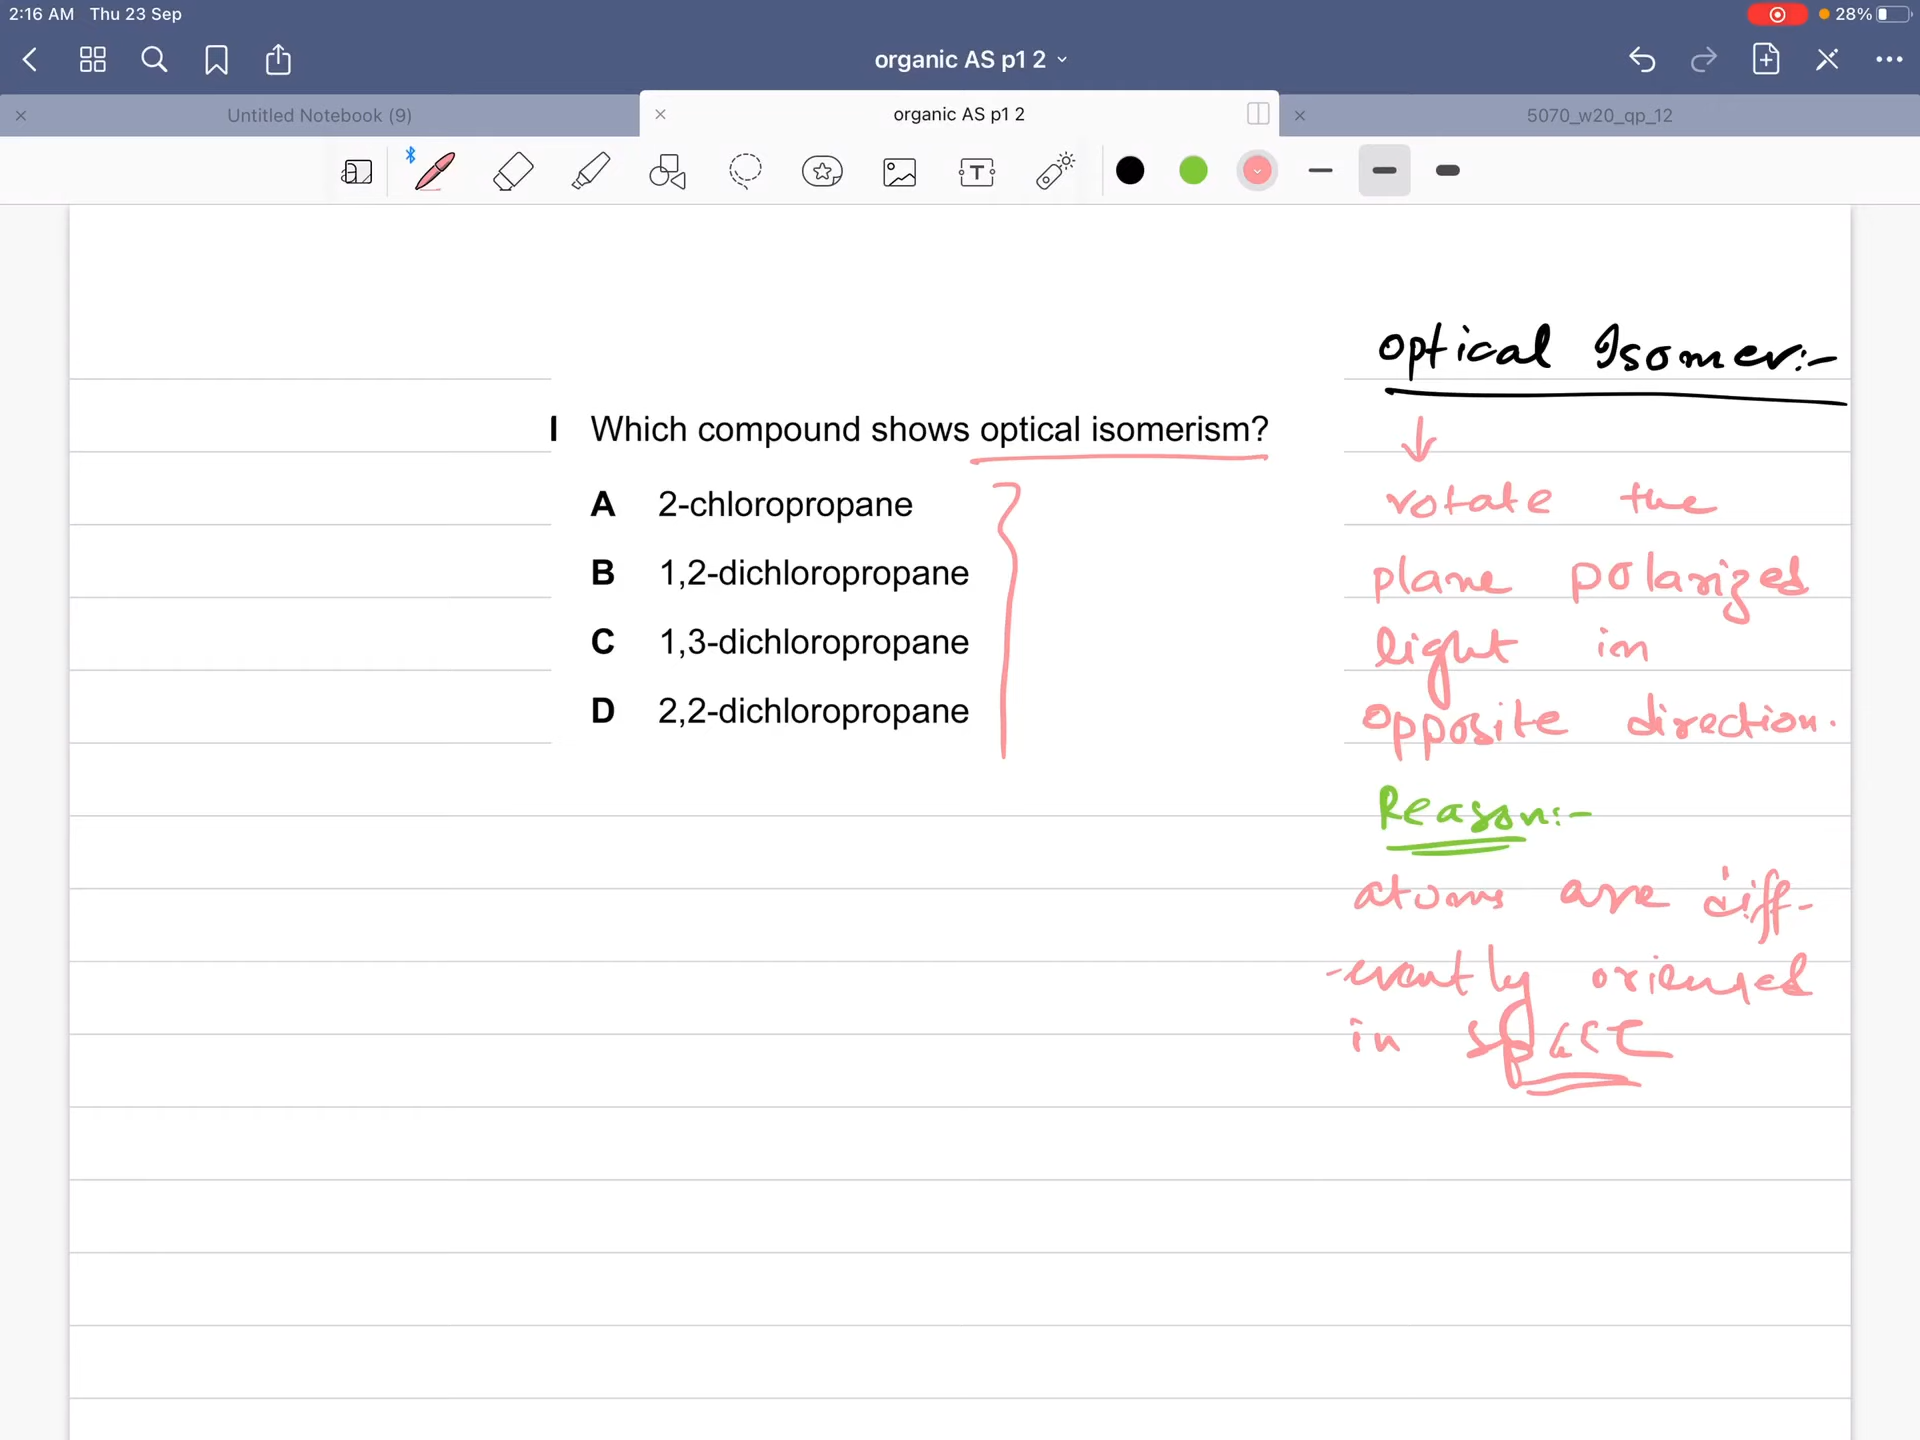 2:16 AM Thu 23 Sep
28%
organic AS p1 2
Untitled Notebook (9)
organic AS p1 2
5070_w20_qp_12
Optical Isomer:-
I Which compound shows optical isomerism?
A 2-chloropropane
B 1,2-dichloropropane
C 1,3-dichloropropane
D 2,2-dichloropropane
rotate the
plane polarized
light in
opposite direction.
Reason:-
atoms are diff-
-erently oriented
in space